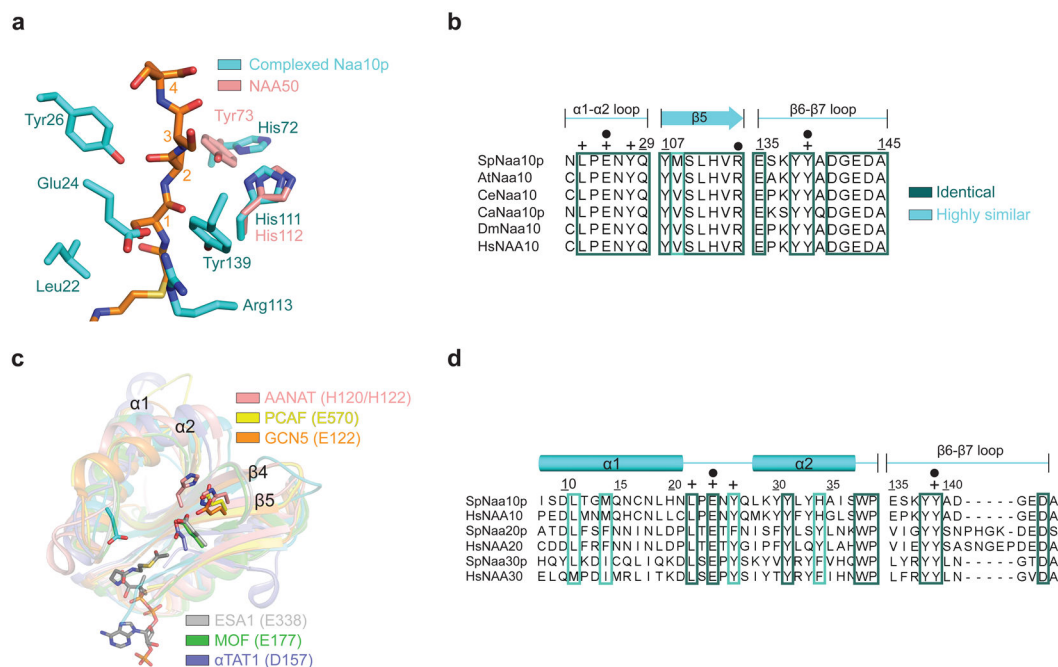 a
Complexed Naa10p
NAA50
4
3
2
1
Tyr26
Tyr73
His72
Glu24
His111
His112
Tyr139
Leu22
Arg113
b
α1-α2 loop
β5
β6-β7 loop
+ + + 29 107 135 + 145
SpNaa10p NLPENYQ YMSLHVR ESKYYADGEDA
AtNaa10 CLPENYQ YVSLHVR EAKYYADGEDA
CeNaa10 CLPENYQ YVSLHVR EPKYYADGEDA
CaNaa10p NLPENYQ YVSLHVR EKSYYQDGEDA
DmNaa10 CLPENYQ YVSLHVR EPKYYADGEDA
HsNAA10 CLPENYQ YVSLHVR EPKYYADGEDA
Identical
Highly similar
c
α1
α2
β4
β5
AANAT (H120/H122)
PCAF (E570)
GCN5 (E122)
ESA1 (E338)
MOF (E177)
αTAT1 (D157)
d
α1
α2
β6-β7 loop
10 15 20 + + + 30 35 135 + 140
SpNaa10p ISDLTGMQNCNLHNLPENYQLKYYLYHAISWP ESKYYAD-----GEDA
HsNAA10 PEDLMNMQHCNLLCLPENYQMKYYFYHGLSWP EPKYYAD-----GEDA
SpNaa20p ATDLFSFNNINLDPLTETFNISFYLSYLNKWP VIGYYSNPHGK-DEDS
HsNAA20 CDDLFRFNNINLDPLTETYGIPFYLQYLAHWP VIEYYSASNGEPDEDA
SpNaa30p HQYLKDICLIQKDLSEPYSKYVYRYFVHQWP LFRYYLN-----GVDA
HsNAA30 ELQMPDIMRLITKDLSEPYSIYTYRYFIHNWP LFRYYLN-----GVDA